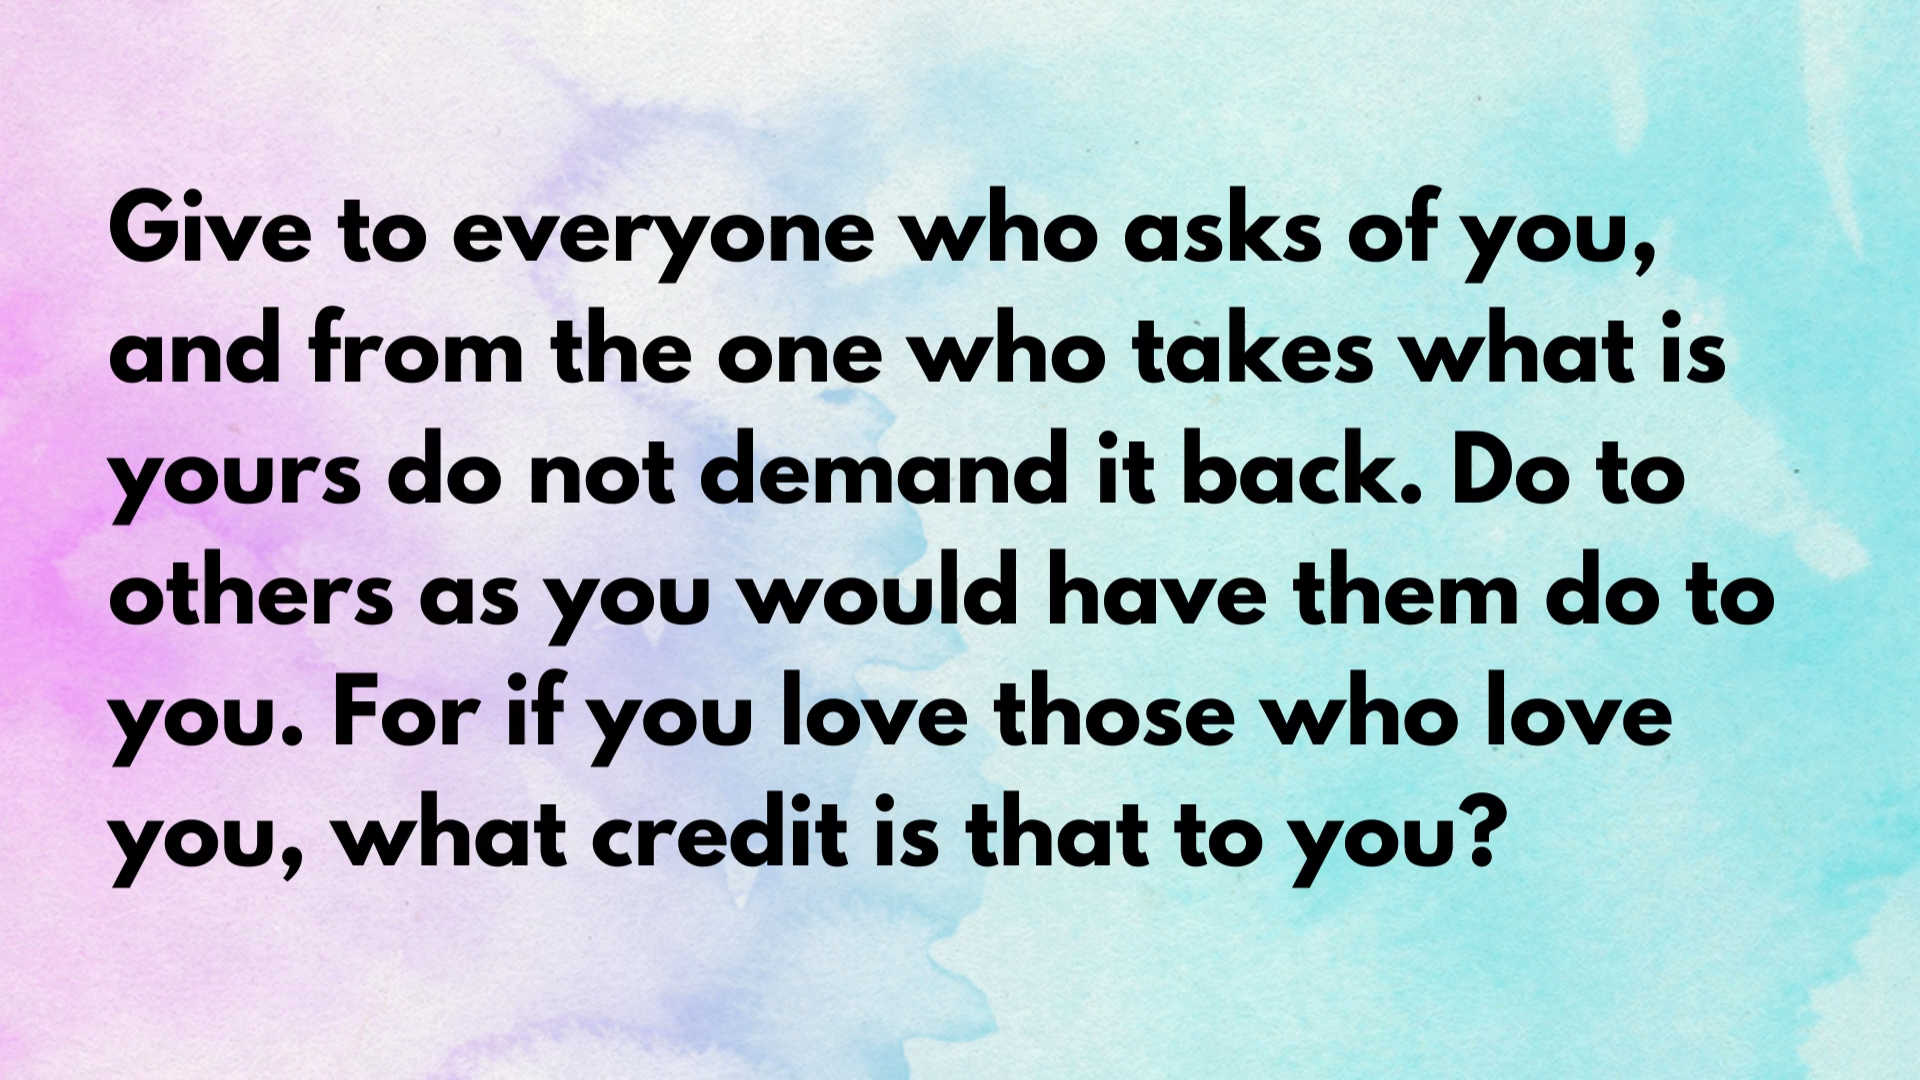 Give to everyone who asks of you,
and from the one who takes what is
yours do not demand it back. Do to
others as you would have them do to
you. For if you love those who love
you, what credit is that to you?